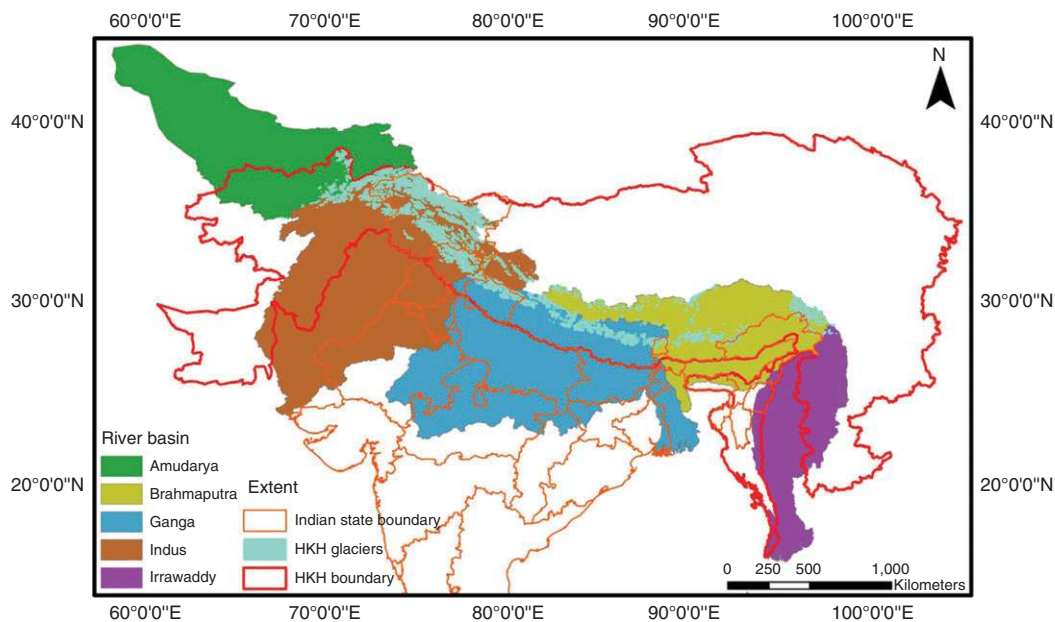 60°0'0"E 70°0'0"E 80°0'0"E 90°0'0"E 100°0'0"E
N
40°0'0"N 40°0'0"N
30°0'0"N 30°0'0"N
20°0'0"N 20°0'0"N
River basin
Amudarya
Brahmaputra
Ganga
Indus
Irrawaddy
Extent
Indian state boundary
HKH glaciers
HKH boundary
0 250 500 1,000
Kilometers
60°0'0"E 70°0'0"E 80°0'0"E 90°0'0"E 100°0'0"E